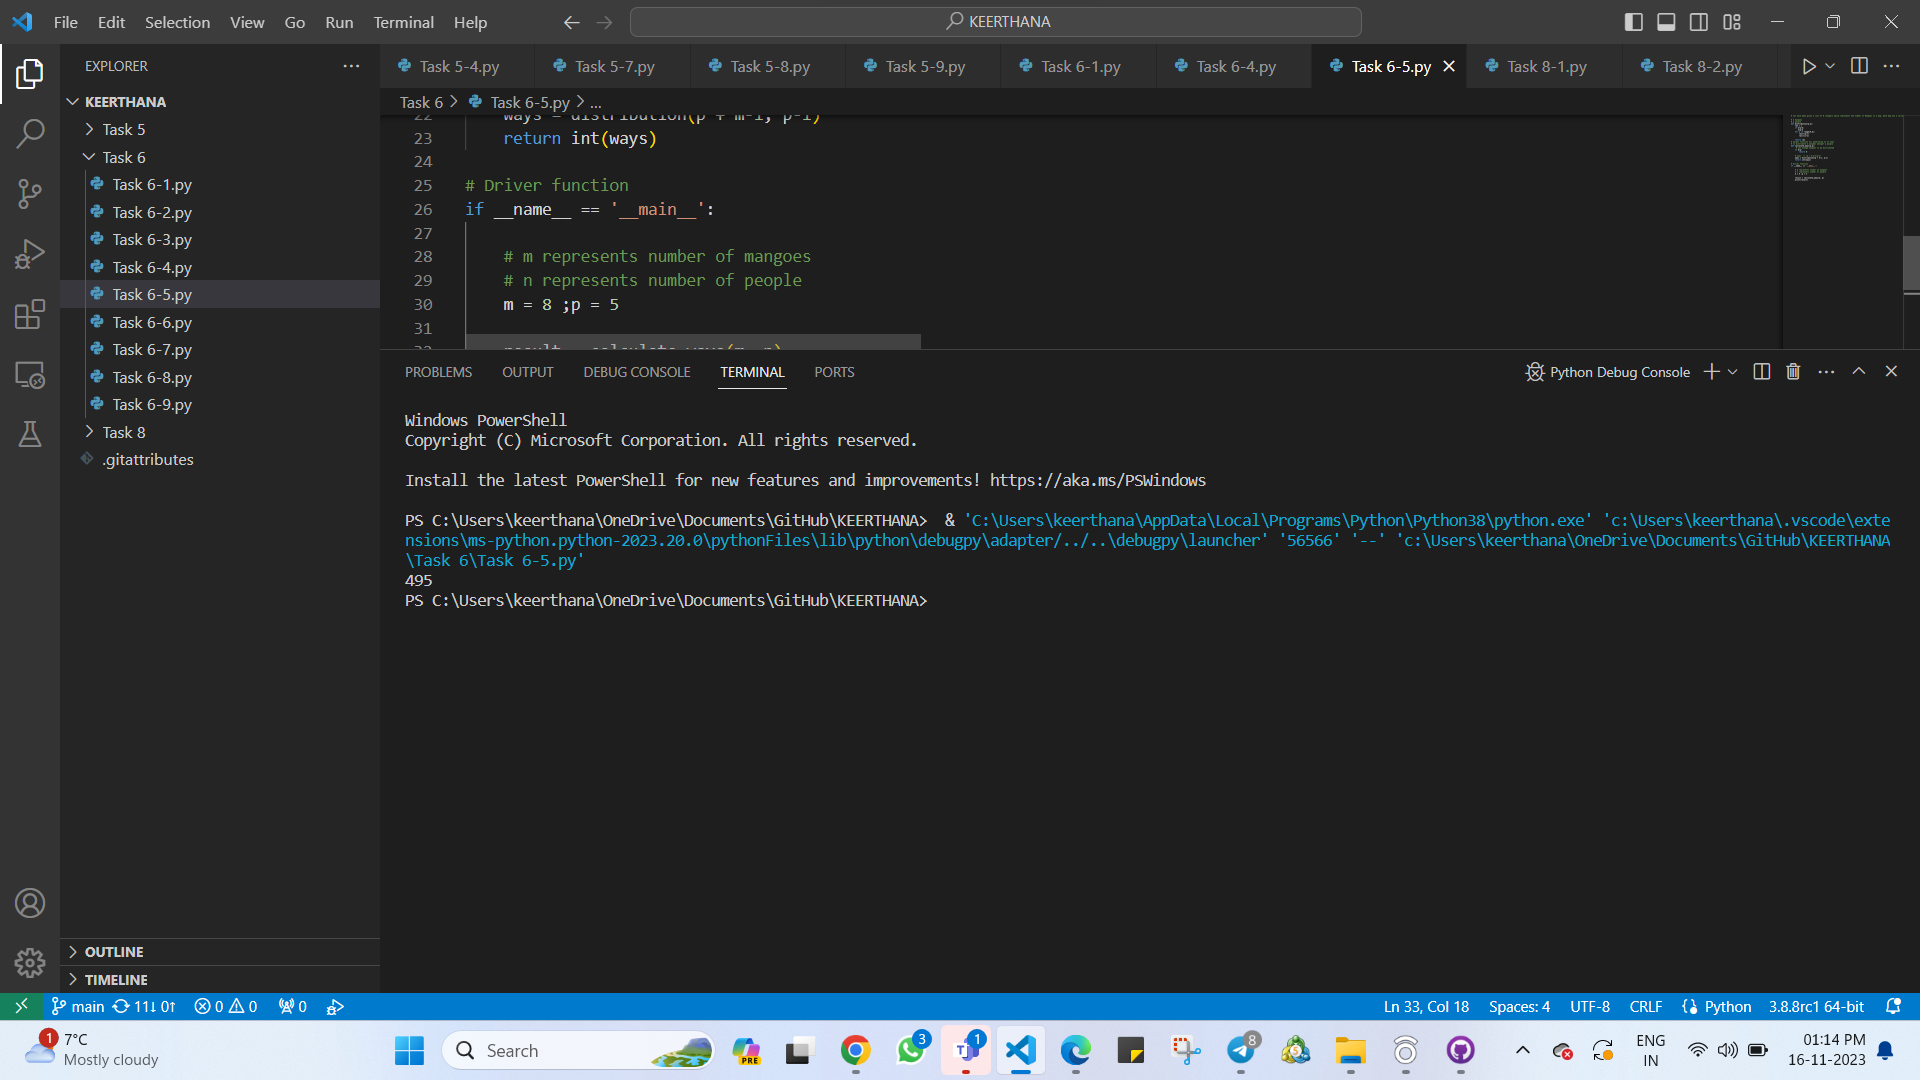 File Edit Selection View Go Run Terminal Help
KEERTHANA
EXPLORER
KEERTHANA
Task 5
Task 6
Task 6-1.py
Task 6-2.py
Task 6-3.py
Task 6-4.py
Task 6-5.py
Task 6-6.py
Task 6-7.py
Task 6-8.py
Task 6-9.py
Task 8
.gitattributes
OUTLINE
TIMELINE
Task 5-4.py Task 5-7.py Task 5-8.py Task 5-9.py Task 6-1.py Task 6-4.py Task 6-5.py Task 8-1.py Task 8-2.py
Task 6 > Task 6-5.py > ...
22 ways = distribution(p + m-1, p-1)
23 return int(ways)
24
25 # Driver function
26 if __name__ == '__main__':
27
28 # m represents number of mangoes
29 # n represents number of people
30 m = 8 ;p = 5
31
PROBLEMS OUTPUT DEBUG CONSOLE TERMINAL PORTS
Python Debug Console
Windows PowerShell
Copyright (C) Microsoft Corporation. All rights reserved.
Install the latest PowerShell for new features and improvements! https://aka.ms/PSWindows
PS C:\Users\keerthana\OneDrive\Documents\GitHub\KEERTHANA>  & 'C:\Users\keerthana\AppData\Local\Programs\Python\Python38\python.exe' 'c:\Users\keerthana\.vscode\exte
nsions\ms-python.python-2023.20.0\pythonFiles\lib\python\debugpy\adapter/../..\debugpy\launcher' '56566' '--' 'c:\Users\keerthana\OneDrive\Documents\GitHub\KEERTHANA
\Task 6\Task 6-5.py'
495
PS C:\Users\keerthana\OneDrive\Documents\GitHub\KEERTHANA>
main 11↓ 0↑ 0 0 0
Ln 33, Col 18 Spaces: 4 UTF-8 CRLF Python 3.8.8rc1 64-bit
1
7°C
Mostly cloudy
Search
PRE
3
1
8
ENG
IN
01:14 PM
16-11-2023